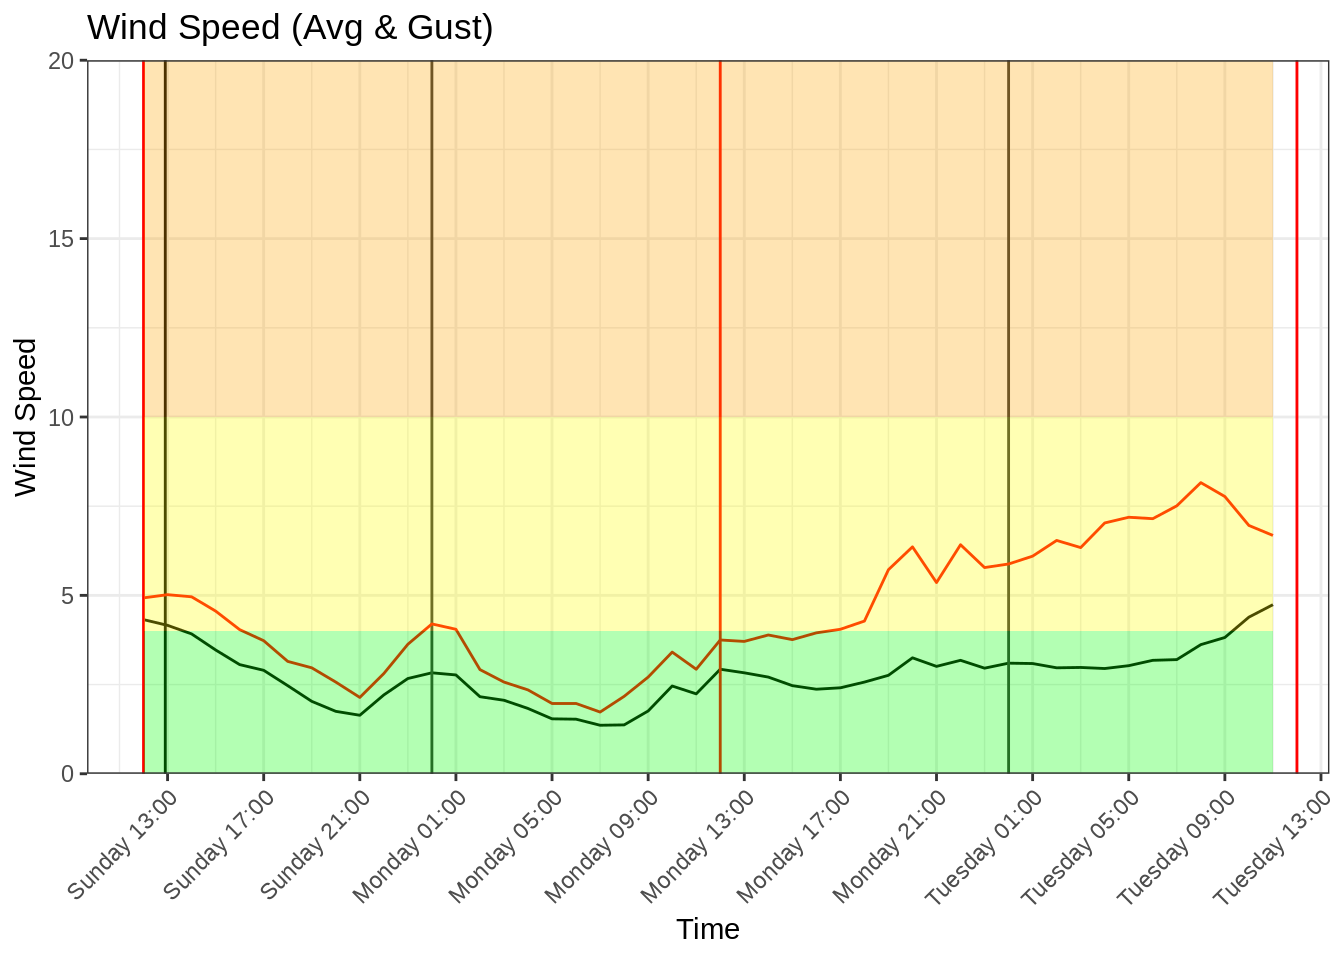 Wind Speed (Avg & Gust)
20
15
10
5
0
Wind Speed
Sunday 13:00
Sunday 17:00
Sunday 21:00
Monday 01:00
Monday 05:00
Monday 09:00
Monday 13:00
Monday 17:00
Monday 21:00
Tuesday 01:00
Tuesday 05:00
Tuesday 09:00
Tuesday 13:00
Time